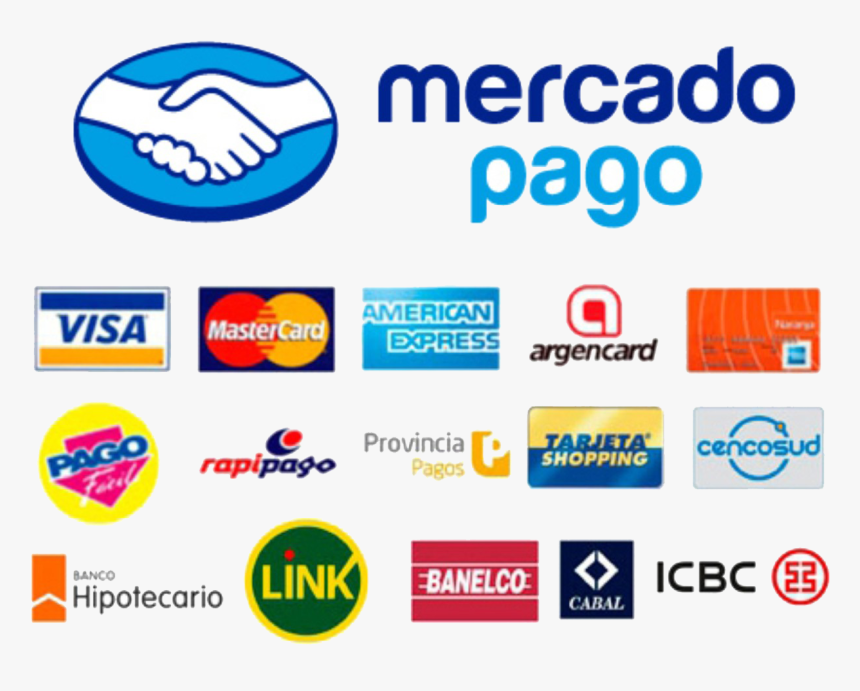 mercado
pago
VISA
MasterCard
AMERICAN
EXPRESS
argencard
Naranja
PAGO
Fácil
rapipago
Provincia
Pagos
TARJETA
SHOPPING
cencosud
BANCO
Hipotecario
LiNK
BANELCO
CABAL
ICBC